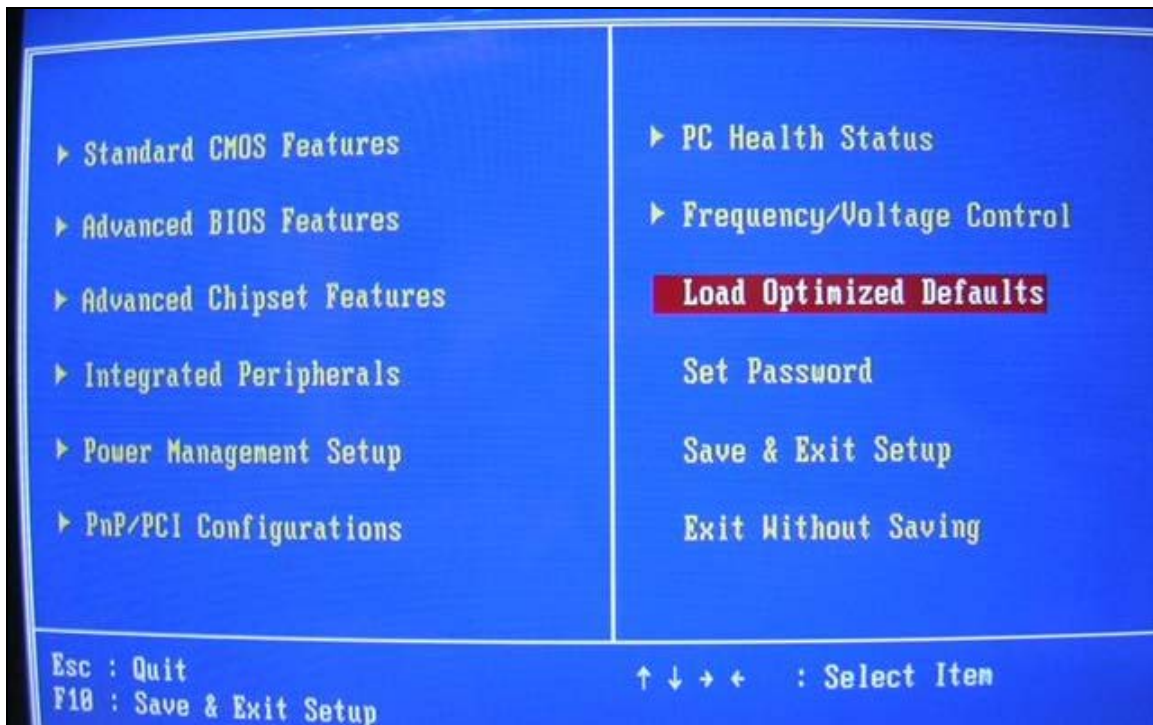 Standard CMOS Features
Advanced BIOS Features
Advanced Chipset Features
Integrated Peripherals
Power Management Setup
PnP/PCI Configurations
PC Health Status
Frequency/Voltage Control
Load Optimized Defaults
Set Password
Save & Exit Setup
Exit Without Saving
Esc : Quit
F10 : Save & Exit Setup
↑ ↓ → ← : Select Item